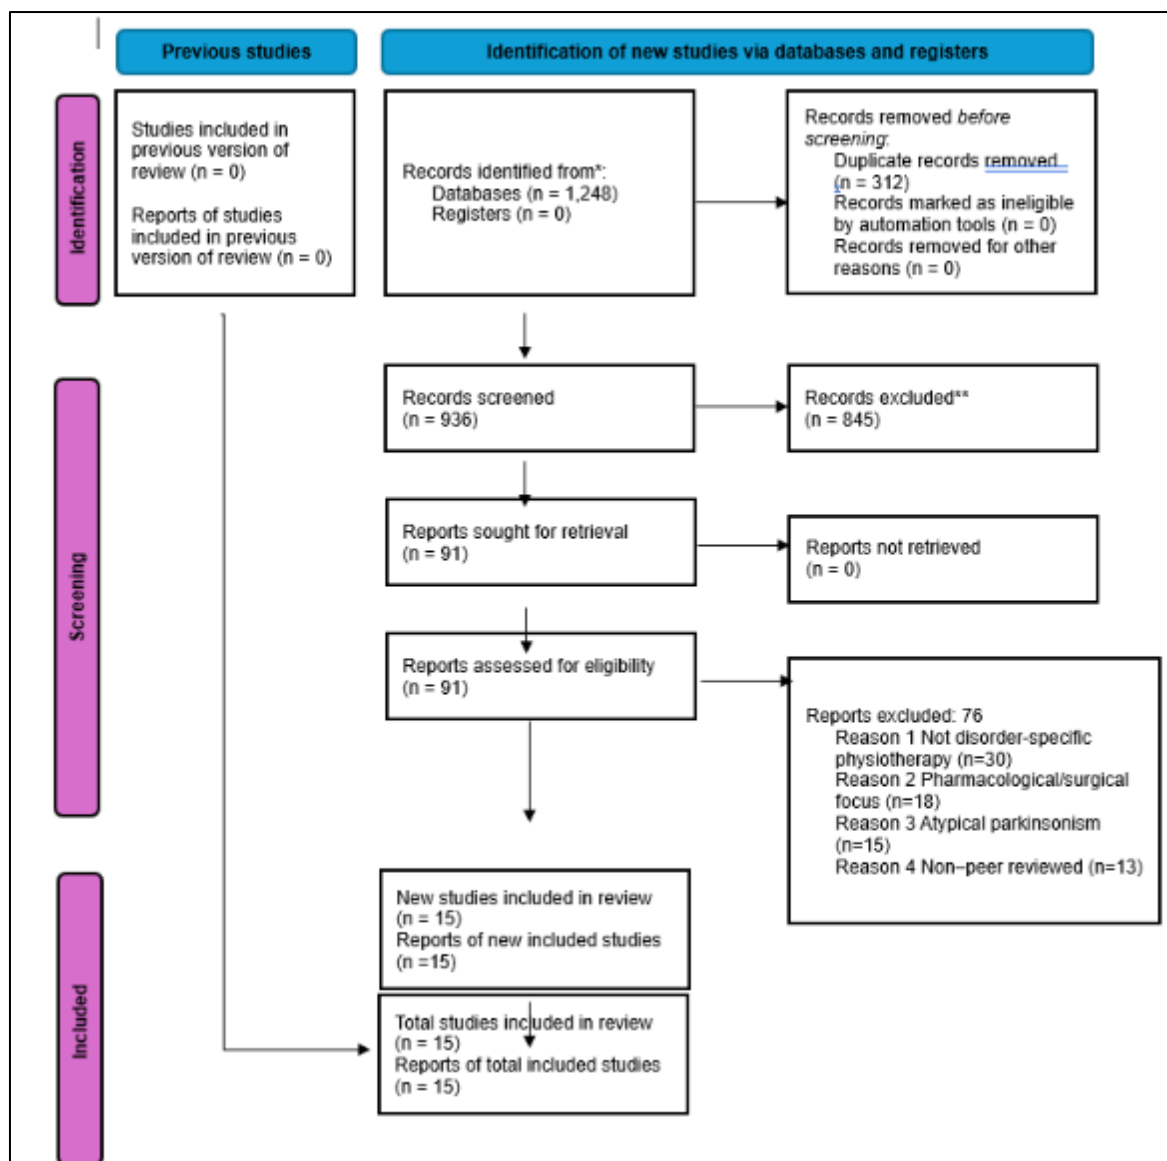 Previous studies
Identification of new studies via databases and registers
Identification
Studies included in
previous version of
review (n = 0)
Reports of studies
included in previous
version of review (n = 0)
Records identified from*:
Databases (n = 1,248)
Registers (n = 0)
Records removed before
screening:
Duplicate records removed
(n = 312)
Records marked as ineligible
by automation tools (n = 0)
Records removed for other
reasons (n = 0)
Screening
Records screened
(n = 936)
Records excluded**
(n = 845)
Reports sought for retrieval
(n = 91)
Reports not retrieved
(n = 0)
Reports assessed for eligibility
(n = 91)
Reports excluded: 76
Reason 1 Not disorder-specific
physiotherapy (n=30)
Reason 2 Pharmacological/surgical
focus (n=18)
Reason 3 Atypical parkinsonism
(n=15)
Reason 4 Non–peer reviewed (n=13)
Included
New studies included in review
(n = 15)
Reports of new included studies
(n =15)
Total studies included in review
(n = 15)
Reports of total included studies
(n = 15)